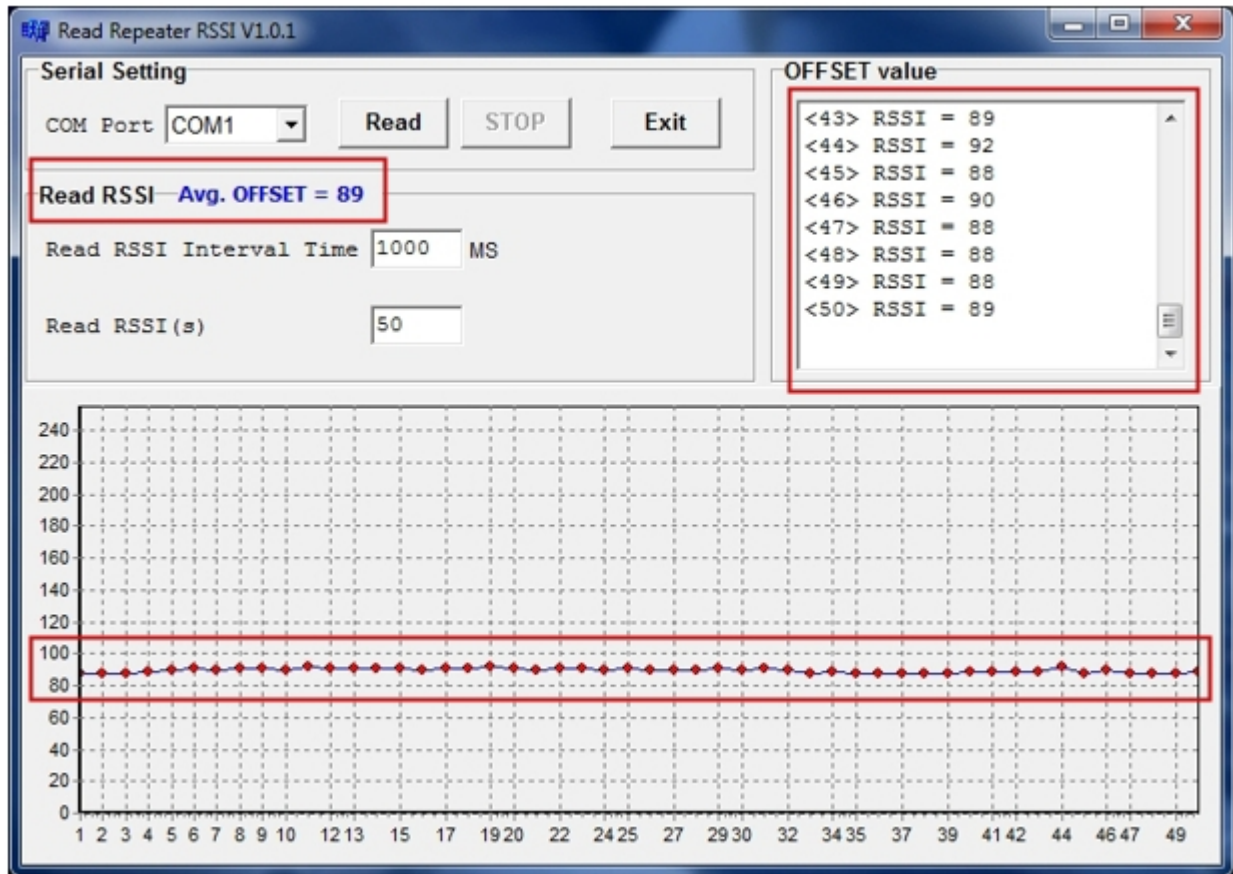 Read Repeater RSSI V1.0.1
Serial Setting
COM Port COM1 Read STOP Exit
Read RSSI Avg. OFFSET = 89
Read RSSI Interval Time 1000 MS
Read RSSI(s) 50
OFFSET value
<43> RSSI = 89
<44> RSSI = 92
<45> RSSI = 88
<46> RSSI = 90
<47> RSSI = 88
<48> RSSI = 88
<49> RSSI = 88
<50> RSSI = 89
240
220
200
180
160
140
120
100
80
60
40
20
0
1 2 3 4 5 6 7 8 9 10 12 13 15 17 19 20 22 24 25 27 29 30 32 34 35 37 39 41 42 44 46 47 49